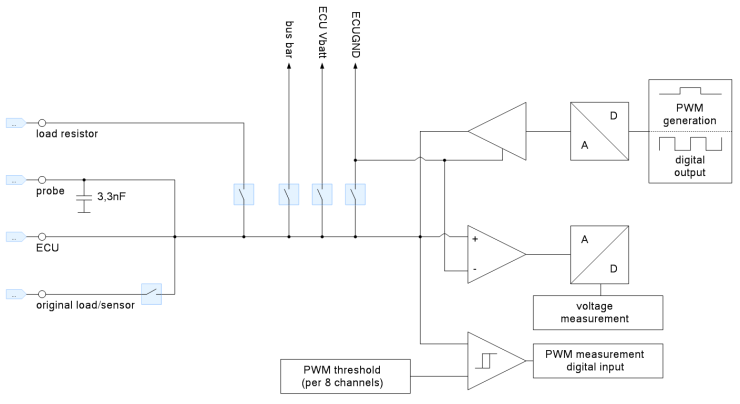 bus bar
ECU Vbatt
ECUGND
..
load resistor
..
probe
3,3nF
..
ECU
..
original load/sensor
D
A
PWM
generation
digital
output
+
-
A
D
voltage
measurement
PWM threshold
(per 8 channels)
PWM measurement
digital input